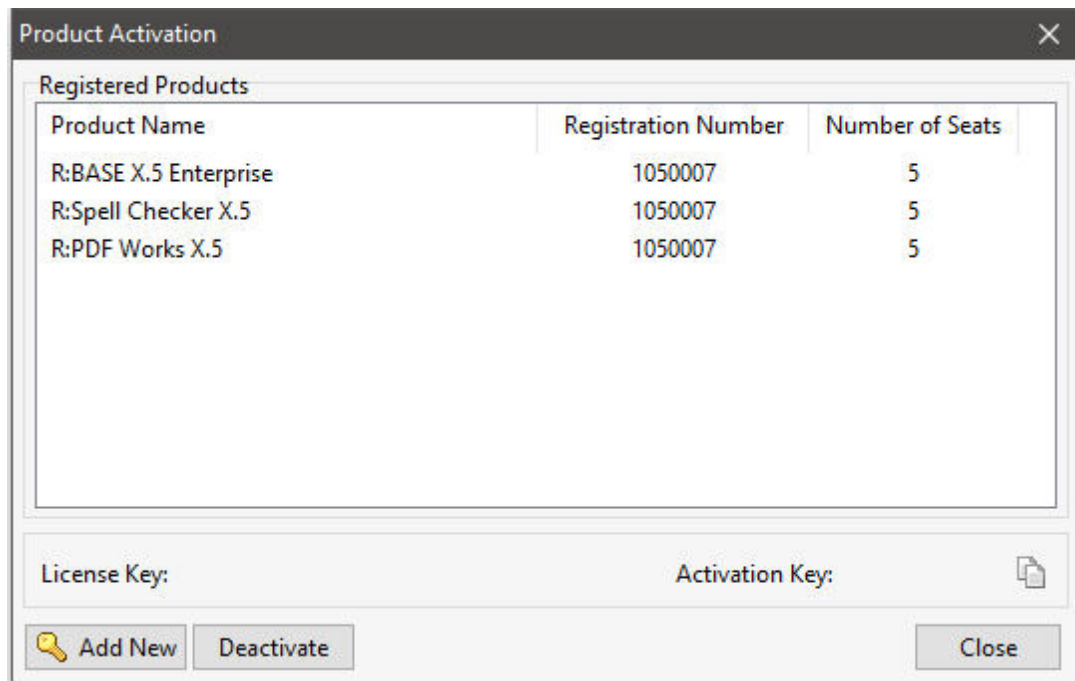 Product Activation
Registered Products
Product Name Registration Number Number of Seats
R:BASE X.5 Enterprise 1050007 5
R:Spell Checker X.5 1050007 5
R:PDF Works X.5 1050007 5
License Key: Activation Key:
Add New Deactivate Close